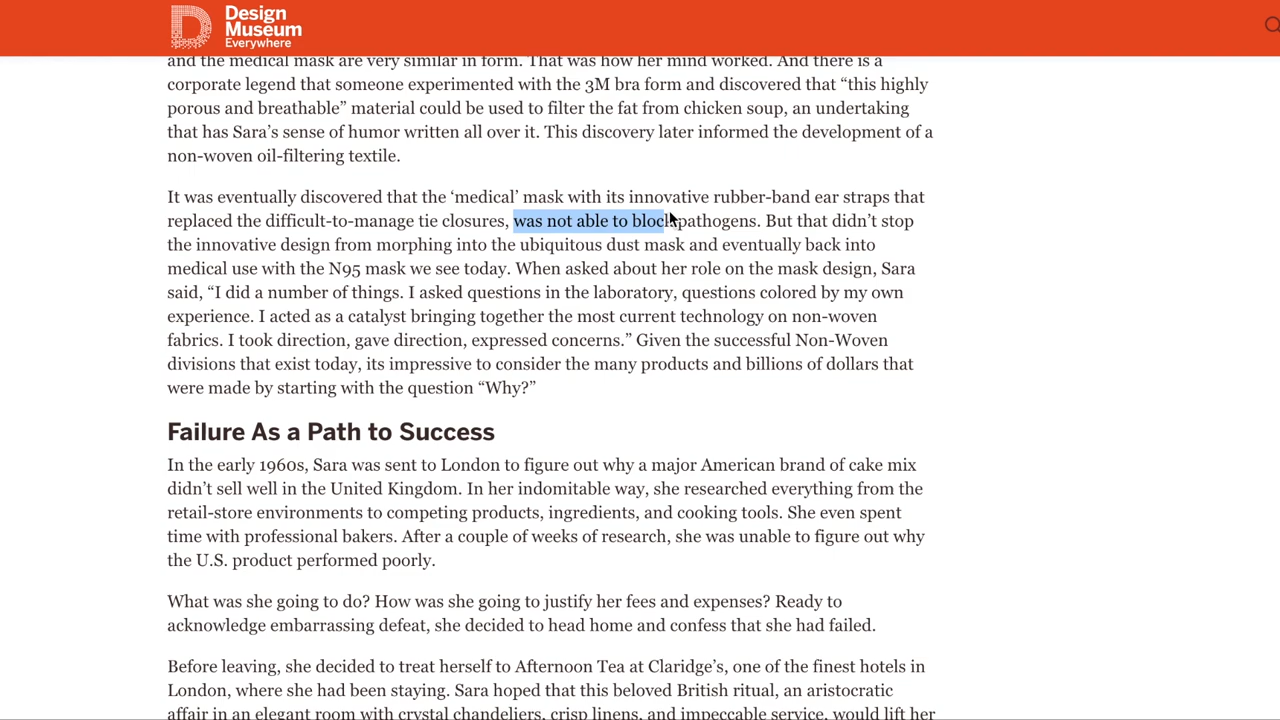 Design
Museum
Everywhere
and the medical mask are very similar in form. That was how her mind worked. And there is a
corporate legend that someone experimented with the 3M bra form and discovered that “this highly
porous and breathable” material could be used to filter the fat from chicken soup, an undertaking
that has Sara’s sense of humor written all over it. This discovery later informed the development of a
non-woven oil-filtering textile.
It was eventually discovered that the ‘medical’ mask with its innovative rubber-band ear straps that
replaced the difficult-to-manage tie closures, was not able to block pathogens. But that didn’t stop
the innovative design from morphing into the ubiquitous dust mask and eventually back into
medical use with the N95 mask we see today. When asked about her role on the mask design, Sara
said, “I did a number of things. I asked questions in the laboratory, questions colored by my own
experience. I acted as a catalyst bringing together the most current technology on non-woven
fabrics. I took direction, gave direction, expressed concerns.” Given the successful Non-Woven
divisions that exist today, its impressive to consider the many products and billions of dollars that
were made by starting with the question “Why?”
Failure As a Path to Success
In the early 1960s, Sara was sent to London to figure out why a major American brand of cake mix
didn’t sell well in the United Kingdom. In her indomitable way, she researched everything from the
retail-store environments to competing products, ingredients, and cooking tools. She even spent
time with professional bakers. After a couple of weeks of research, she was unable to figure out why
the U.S. product performed poorly.
What was she going to do? How was she going to justify her fees and expenses? Ready to
acknowledge embarrassing defeat, she decided to head home and confess that she had failed.
Before leaving, she decided to treat herself to Afternoon Tea at Claridge’s, one of the finest hotels in
London, where she had been staying. Sara hoped that this beloved British ritual, an aristocratic
affair in an elegant room with crystal chandeliers, crisp linens, and impeccable service, would lift her